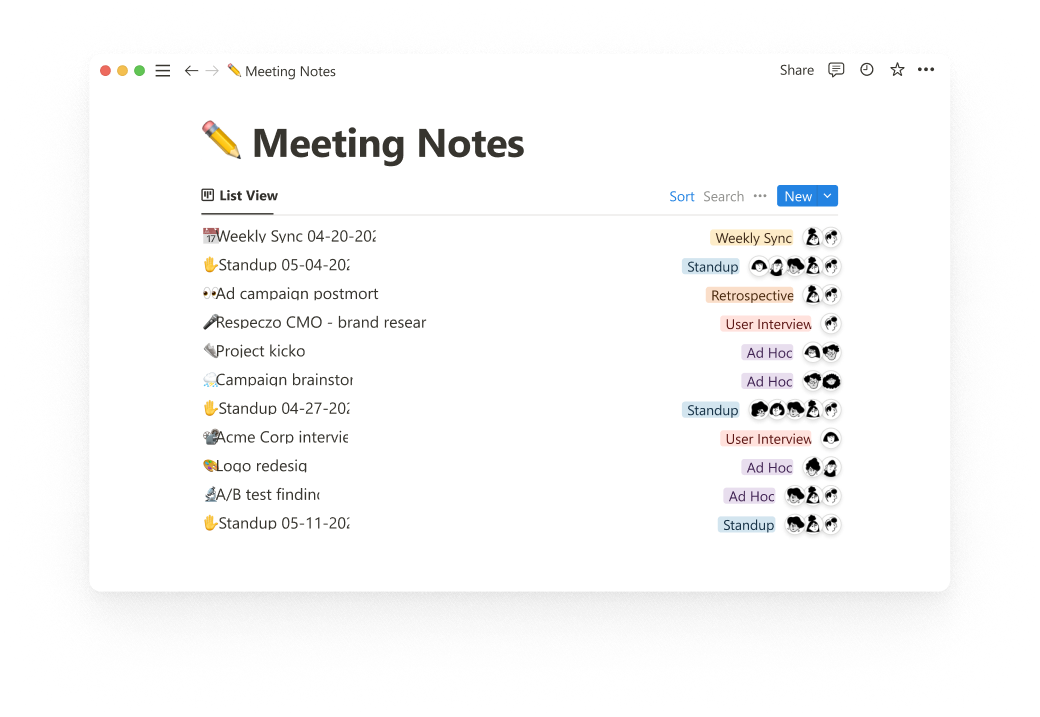 Meeting Notes
Share
Meeting Notes
List View
Sort Search New
Weekly Sync 04-20-202 Weekly Sync
Standup 05-04-202 Standup
Ad campaign postmort Retrospective
Respeczo CMO - brand resear User Interview
Project kicko Ad Hoc
Campaign brainstor Ad Hoc
Standup 04-27-202 Standup
Acme Corp intervie User Interview
Logo redesig Ad Hoc
A/B test finding Ad Hoc
Standup 05-11-202 Standup